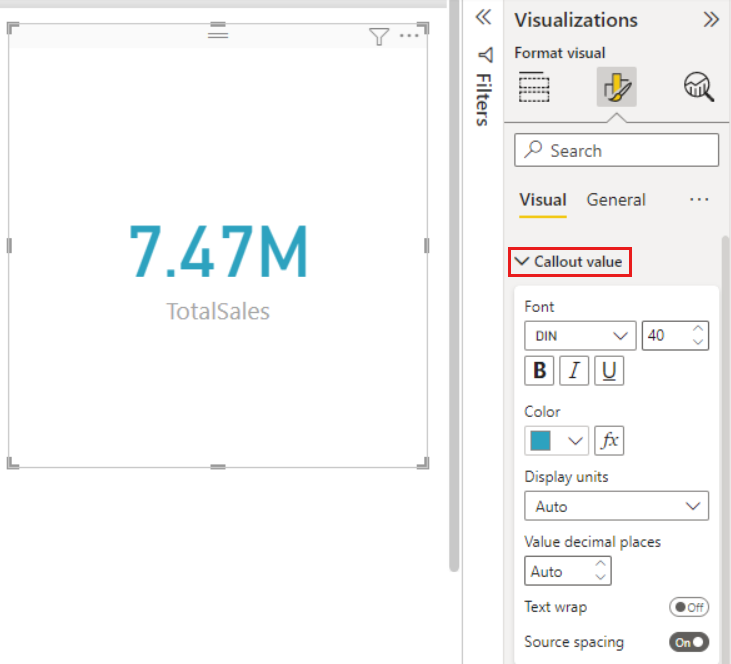 7.47M
TotalSales
Filters
Visualizations
Format visual
Search
Visual General
Callout value
Font
DIN 40
B I U
Color
fx
Display units
Auto
Value decimal places
Auto
Text wrap Off
Source spacing On